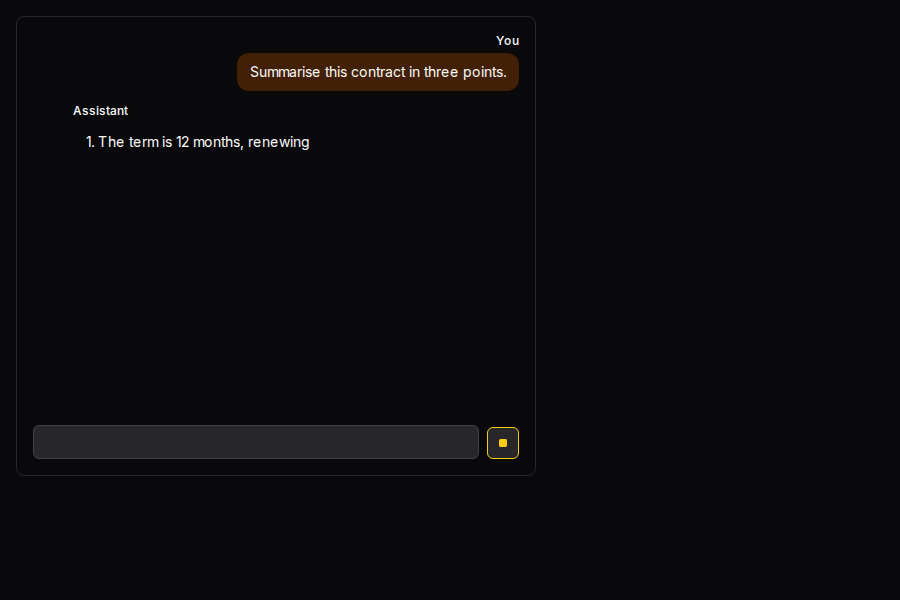 You
Summarise this contract in three points.
Assistant
1. The term is 12 months, renewing